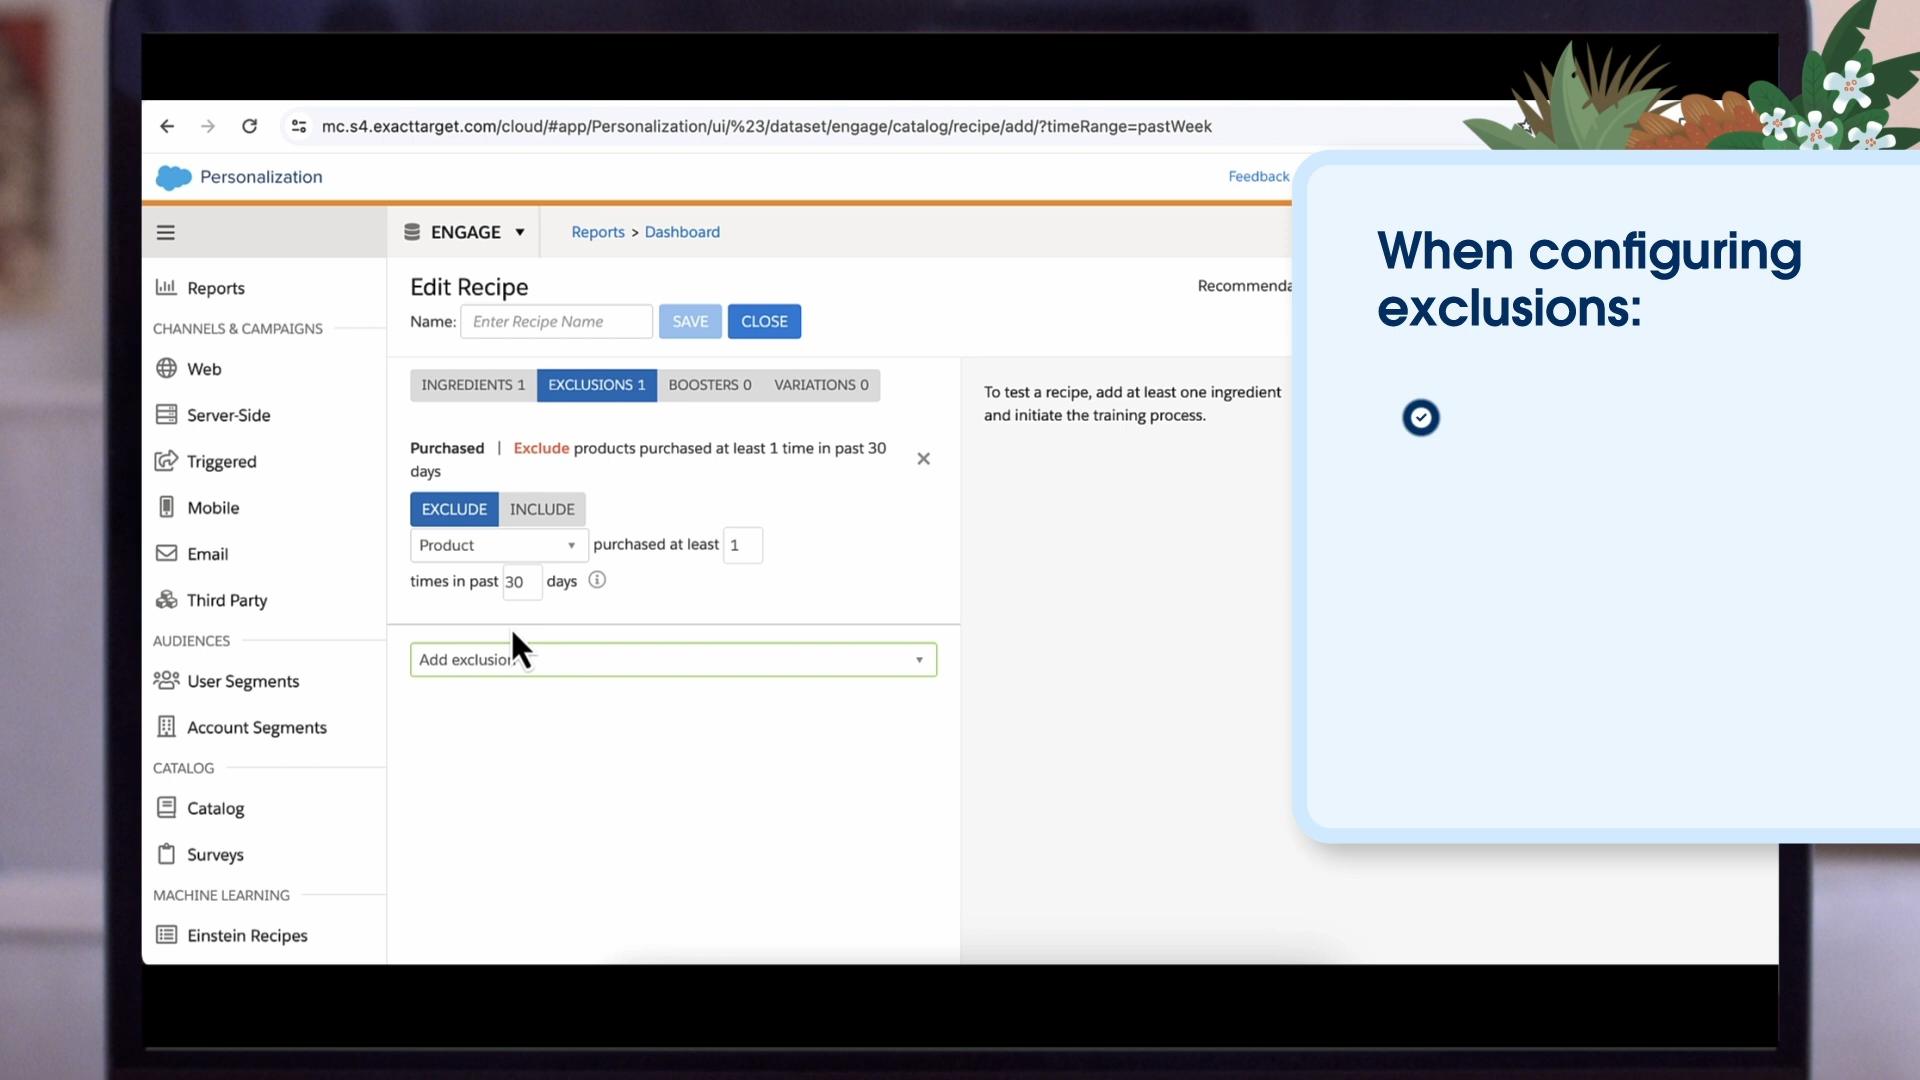 mc.s4.exacttarget.com/cloud/#app/Personalization/ui/%23/dataset/engage/catalog/recipe/add/?timeRange=pastWeek
Personalization
Feedback
ENGAGE
Reports > Dashboard
Reports
CHANNELS & CAMPAIGNS
Web
Server-Side
Triggered
Mobile
Email
Third Party
AUDIENCES
User Segments
Account Segments
CATALOG
Catalog
Surveys
MACHINE LEARNING
Einstein Recipes
Edit Recipe
Name: Enter Recipe Name SAVE CLOSE
INGREDIENTS 1 EXCLUSIONS 1 BOOSTERS 0 VARIATIONS 0
Purchased | Exclude products purchased at least 1 time in past 30
days
EXCLUDE INCLUDE
Product purchased at least 1
times in past 30 days
Add exclusion
To test a recipe, add at least one ingredient
and initiate the training process.
When configuring
exclusions: